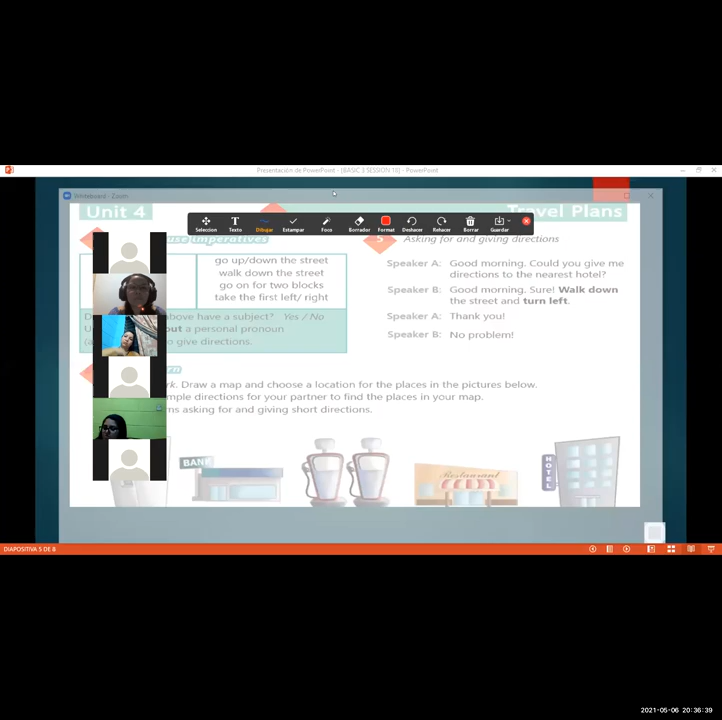 Presentación de PowerPoint - [BASIC 3 SESSION 18] - PowerPoint
Whiteboard - Zoom
Unit 4
Travel Plans
Seleccion
Texto
Dibujar
Estampar
Foco
Borrador
Format
Deshacer
Rehacer
Borrar
Guardar
use imperatives
5
Asking for and giving directions
go up/down the street
walk down the street
go on for two blocks
take the first left/ right
above have a subject? Yes / No
out a personal pronoun
to give directions.
Speaker A: Good morning. Could you give me
directions to the nearest hotel?
Speaker B: Good morning. Sure! Walk down
the street and turn left.
Speaker A: Thank you!
Speaker B: No problem!
rk. Draw a map and choose a location for the places in the pictures below.
mple directions for your partner to find the places in your map.
ms asking for and giving short directions.
BANK
Restaurant
HOTEL
DIAPOSITIVA 5 DE 8
2021-05-06 20:36:39